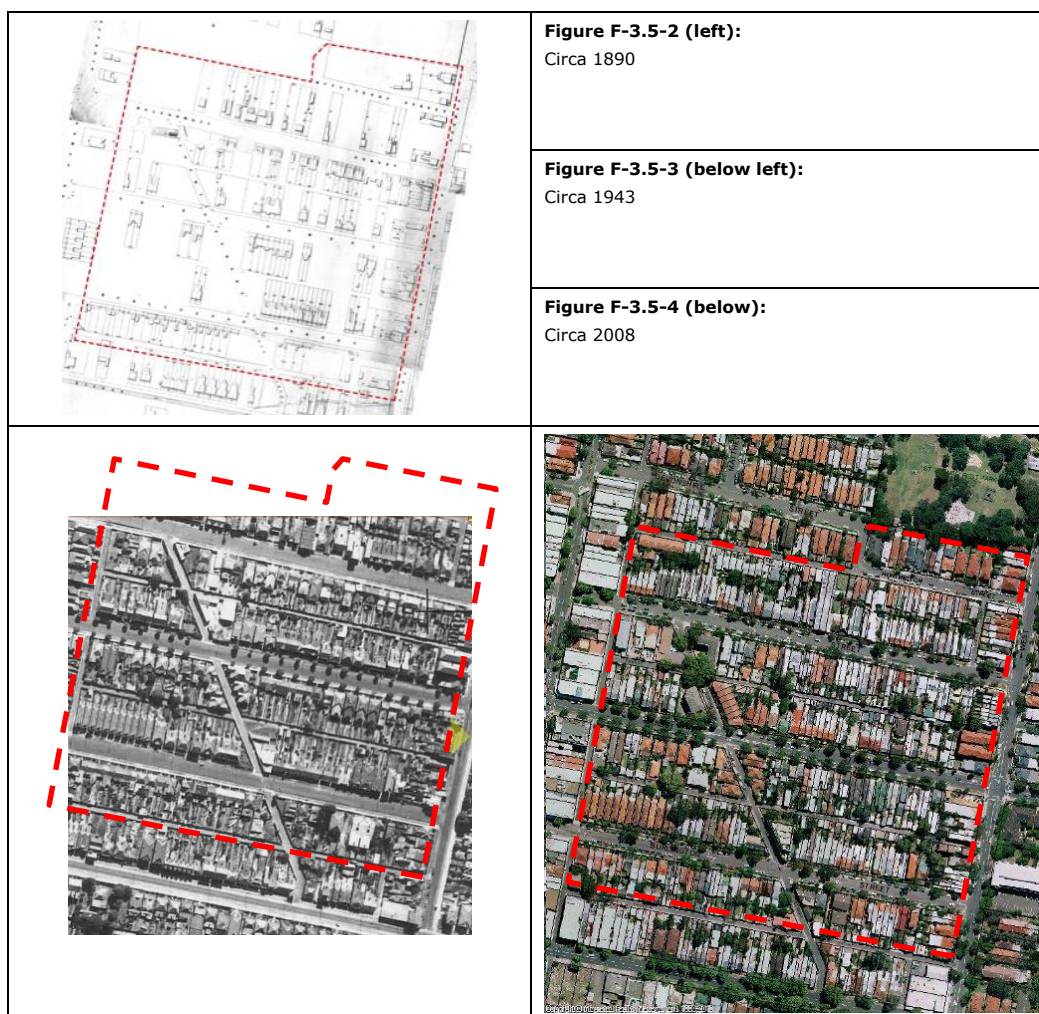 Figure F-3.5-2 (left):
Circa 1890
Figure F-3.5-3 (below left):
Circa 1943
Figure F-3.5-4 (below):
Circa 2008
STREET